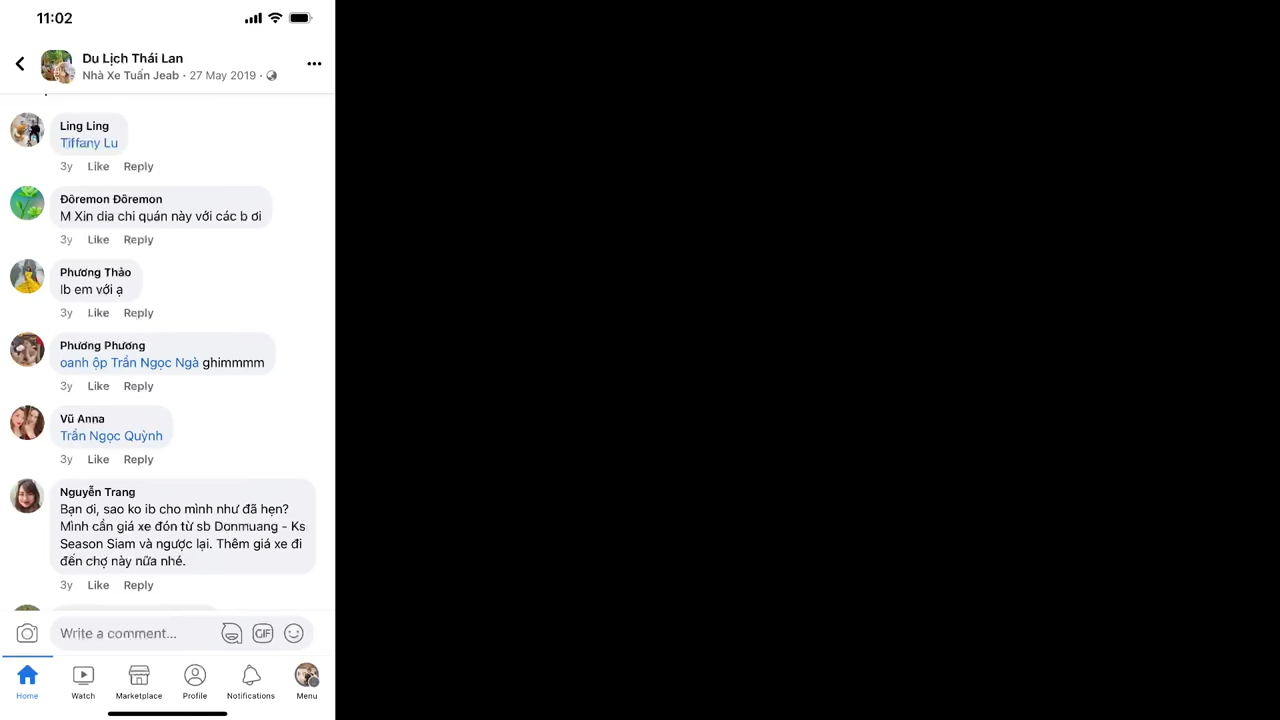 11:02
Du Lịch Thái Lan
Nhà Xe Tuấn Jeab · 27 May 2019 ·
Ling Ling
Tiffany Lu
3y Like Reply
Đôremon Đôremon
M Xin dia chi quán này với các b ơi
3y Like Reply
Phương Thảo
Ib em với ạ
3y Like Reply
Phương Phương
oanh ộp Trần Ngọc Ngà ghimmmm
3y Like Reply
Vũ Anna
Trần Ngọc Quỳnh
3y Like Reply
Nguyễn Trang
Bạn ơi, sao ko ib cho mình như đã hẹn?
Mình cần giá xe đón từ sb Donmuang - Ks
Season Siam và ngược lại. Thêm giá xe đi
đến chợ này nữa nhé.
3y Like Reply
Write a comment...
GIF
Home Watch Marketplace Profile Notifications Menu